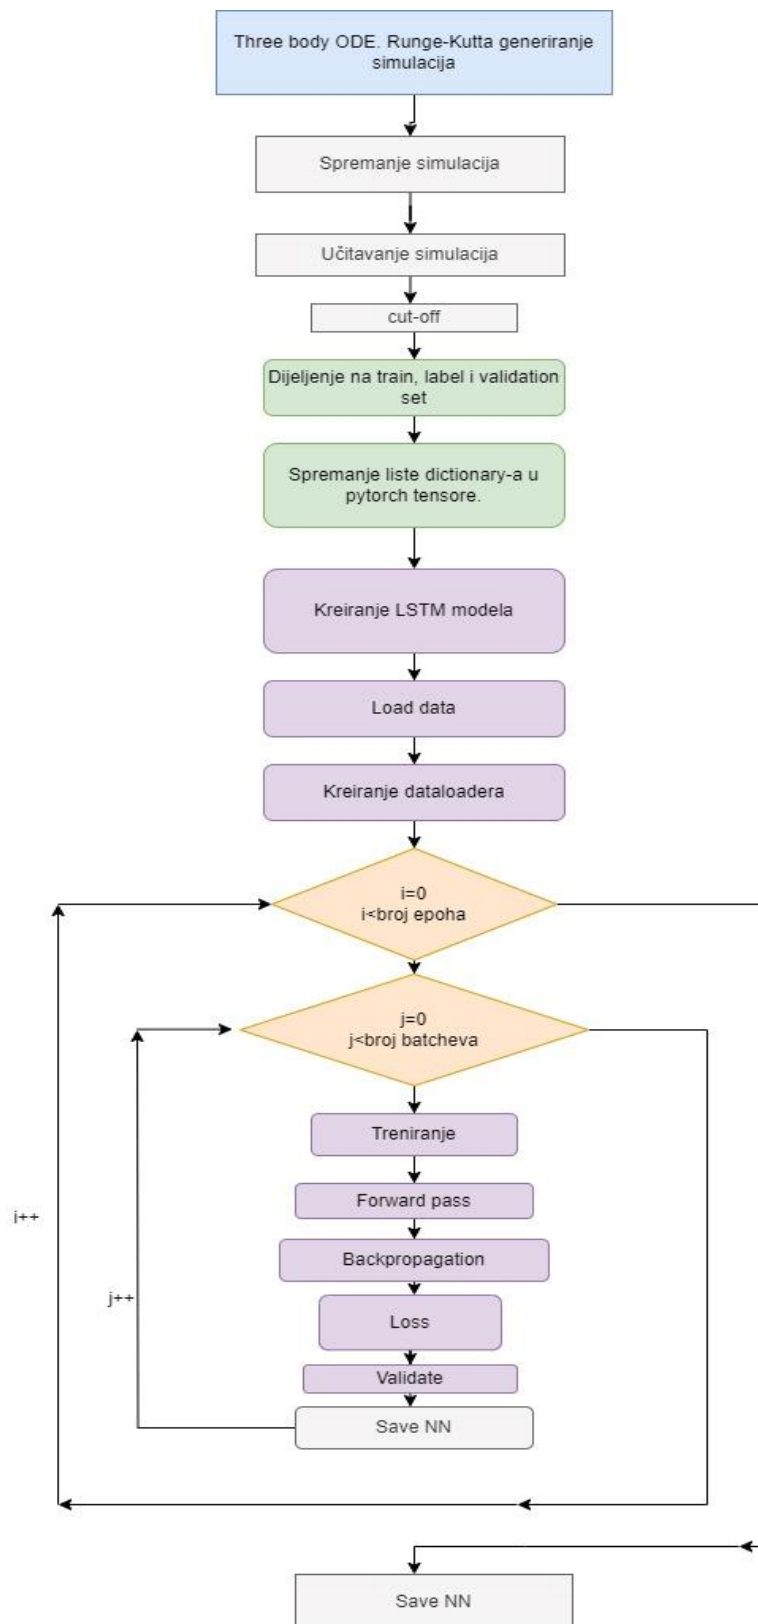 Three body ODE. Runge-Kutta generiranje
simulacija
Spremanje simulacija
Učitavanje simulacija
cut-off
Dijeljenje na train, label i validation
set
Spremanje liste dictionary-a u
pytorch tensore.
Kreiranje LSTM modela
Load data
Kreiranje dataloadera
i=0
i<broj epoha
j=0
j<broj batcheva
Treniranje
Forward pass
i++
Backpropagation
j++
Loss
Validate
Save NN
Save NN